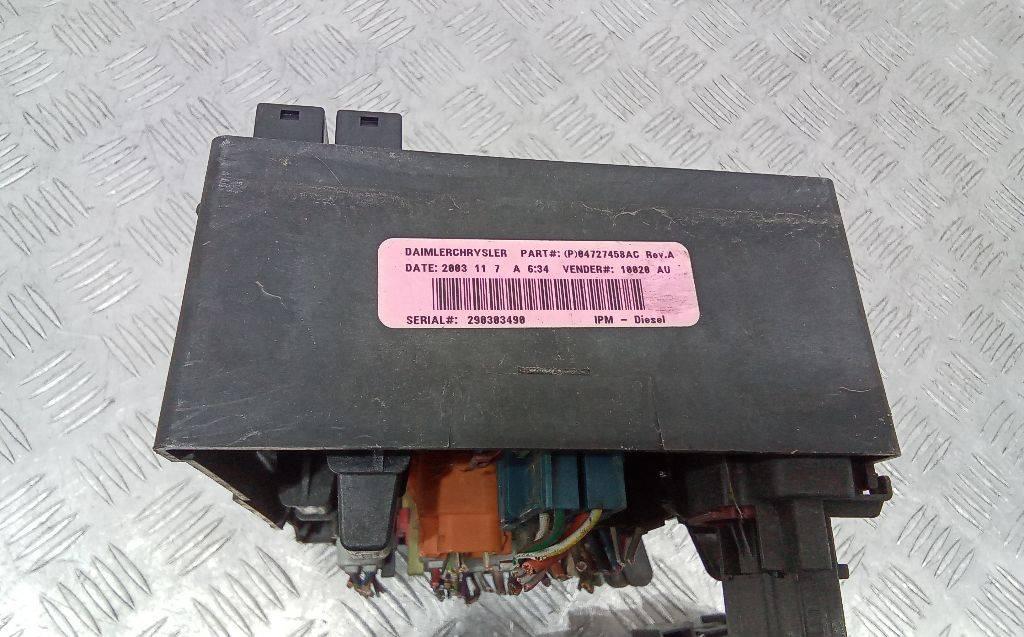 DAIMLERCHRYSLER PART#: (P)04727458AC Rev.A
DATE: 2003 11 7 A 6:34 VENDER#: 10020 AU
SERIAL#: 290303490 IPM - Diesel